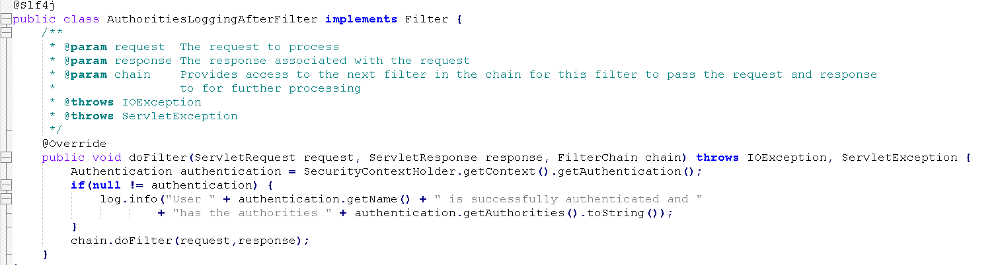 @Slf4j
public class AuthoritiesLoggingAfterFilter implements Filter {
    /**
     * @param request  The request to process
     * @param response The response associated with the request
     * @param chain    Provides access to the next filter in the chain for this filter to pass the request and response
     *                 to for further processing
     * @throws IOException
     * @throws ServletException
     */
    @Override
    public void doFilter(ServletRequest request, ServletResponse response, FilterChain chain) throws IOException, ServletException {
        Authentication authentication = SecurityContextHolder.getContext().getAuthentication();
        if(null != authentication) {
            log.info("User " + authentication.getName() + " is successfully authenticated and "
                    + "has the authorities " + authentication.getAuthorities().toString());
        }
        chain.doFilter(request,response);
    }